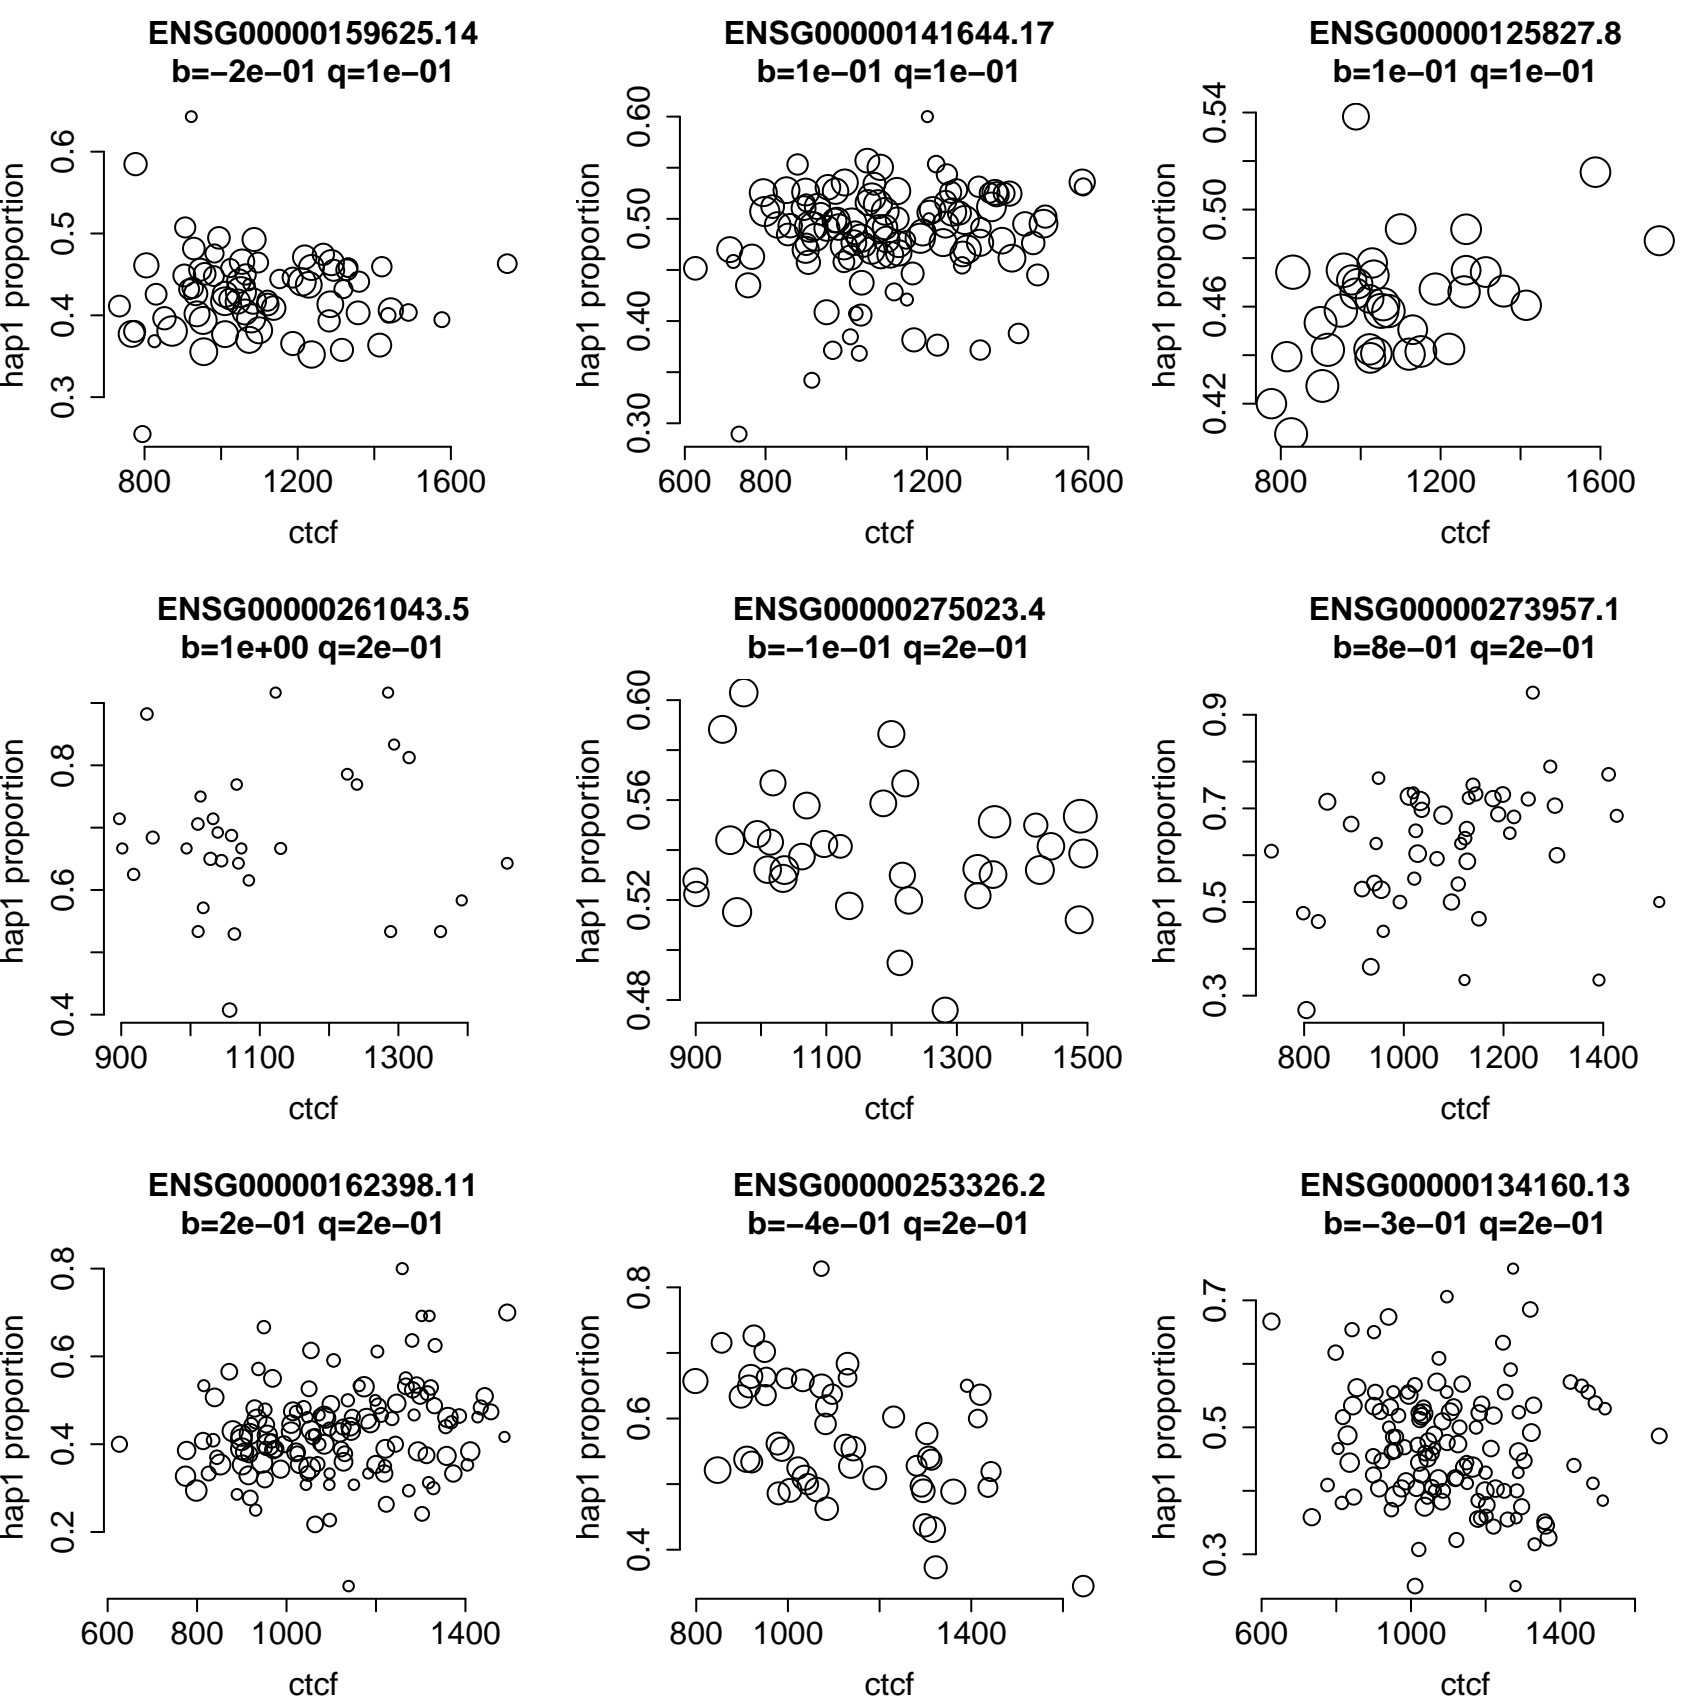 ENSG00000159625.14
b=−2e−01 q=1e−01
hap1 proportion
0.3 0.4 0.5 0.6
800 1200 1600
ctcf
ENSG00000141644.17
b=1e−01 q=1e−01
hap1 proportion
0.30 0.40 0.50 0.60
600 800 1200 1600
ctcf
ENSG00000125827.8
b=1e−01 q=1e−01
hap1 proportion
0.42 0.46 0.50 0.54
800 1200 1600
ctcf
ENSG00000261043.5
b=1e+00 q=2e−01
hap1 proportion
0.4 0.6 0.8
900 1100 1300
ctcf
ENSG00000275023.4
b=−1e−01 q=2e−01
hap1 proportion
0.48 0.52 0.56 0.60
900 1100 1300 1500
ctcf
ENSG00000273957.1
b=8e−01 q=2e−01
hap1 proportion
0.3 0.5 0.7 0.9
800 1000 1200 1400
ctcf
ENSG00000162398.11
b=2e−01 q=2e−01
hap1 proportion
0.2 0.4 0.6 0.8
600 800 1000 1400
ctcf
ENSG00000253326.2
b=−4e−01 q=2e−01
hap1 proportion
0.4 0.6 0.8
800 1000 1400
ctcf
ENSG00000134160.13
b=−3e−01 q=2e−01
hap1 proportion
0.3 0.5 0.7
600 1000 1400
ctcf